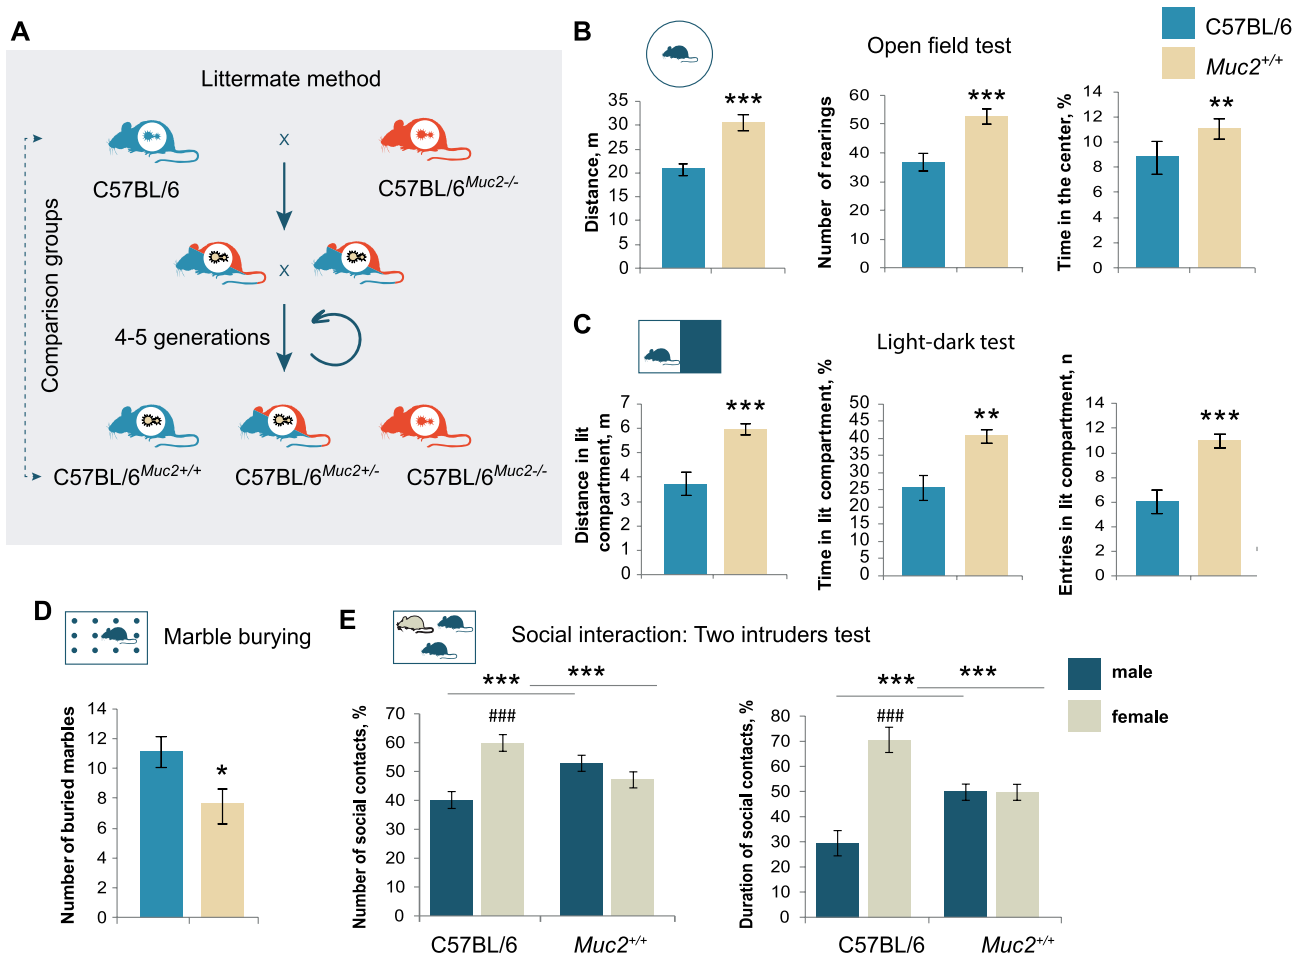 A
Littermate method
X
C57BL/6
C57BL/6Muc2-/-
X
4-5 generations
Comparison groups
C57BL/6Muc2+/+
C57BL/6Muc2+/-
C57BL/6Muc2-/-
B
Open field test
C57BL/6
Muc2+/+
Distance, m
35
30
25
20
15
10
5
0
***
Number of rearings
60
50
40
30
20
10
0
***
Time in the center, %
14
12
10
8
6
4
2
0
**
C
Light-dark test
Distance in lit
compartment, m
7
6
5
4
3
2
1
0
***
Time in lit compartment, %
50
45
40
35
30
25
20
15
10
5
0
**
Entries in lit compartment, n
14
12
10
8
6
4
2
0
***
D
Marble burying
Number of buried marbles
14
12
10
8
6
4
2
0
*
E
Social interaction: Two intruders test
male
female
Number of social contacts, %
70
60
50
40
30
20
10
0
***
***
###
C57BL/6
Muc2+/+
Duration of social contacts, %
80
70
60
50
40
30
20
10
0
***
***
###
C57BL/6
Muc2+/+